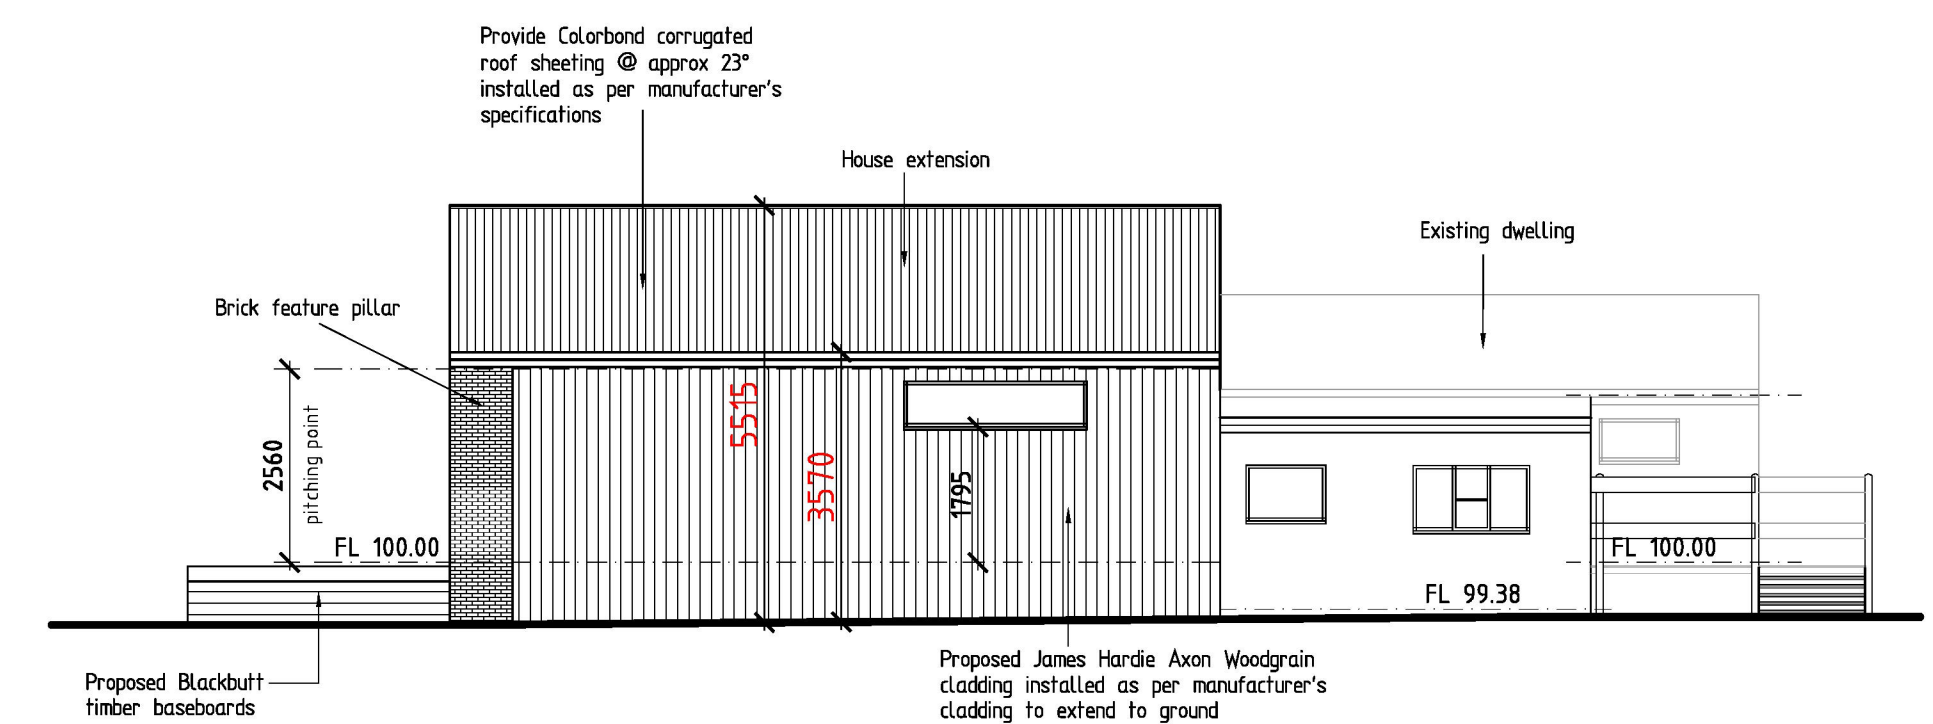 Provide Colorbond corrugated
roof sheeting @ approx 23°
installed as per manufacturer's
specifications
House extension
Existing dwelling
Brick feature pillar
2560
pitching point
5515
3570
1795
FL 100.00
FL 100.00
FL 99.38
Proposed Blackbutt
timber baseboards
Proposed James Hardie Axon Woodgrain
cladding installed as per manufacturer's
cladding to extend to ground